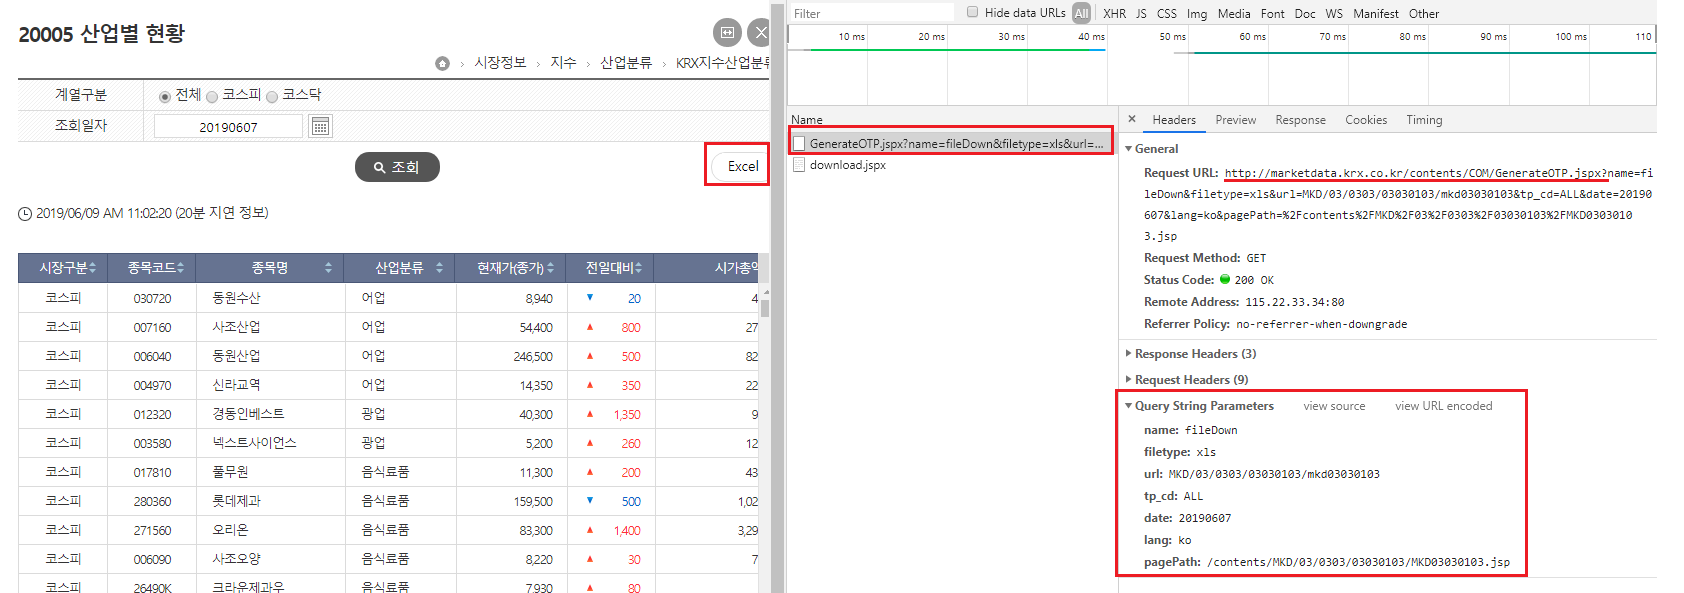 20005 산업별 현황
시장정보 > 지수 > 산업분류 > KRX지수산업분류
계열구분 전체 코스피 코스닥
조회일자 20190607
조회 Excel
2019/06/09 AM 11:02:20 (20분 지연 정보)
시장구분 종목코드 종목명 산업분류 현재가(종가) 전일대비 시가총액
코스피 030720 동원수산 어업 8,940 ▼ 20 4
코스피 007160 사조산업 어업 54,400 ▲ 800 27
코스피 006040 동원산업 어업 246,500 ▲ 500 82
코스피 004970 신라교역 어업 14,350 ▲ 350 22
코스피 012320 경동인베스트 광업 40,300 ▲ 1,350 9
코스피 003580 넥스트사이언스 광업 5,200 ▲ 260 12
코스피 017810 풀무원 음식료품 11,300 ▲ 200 43
코스피 280360 롯데제과 음식료품 159,500 ▼ 500 1,02
코스피 271560 오리온 음식료품 83,300 ▲ 1,400 3,29
코스피 006090 사조오양 음식료품 8,220 ▲ 30 7
코스피 26490K 크라운제과우 음식료품 7,930 ▲ 80
Filter Hide data URLs All XHR JS CSS Img Media Font Doc WS Manifest Other
10 ms 20 ms 30 ms 40 ms 50 ms 60 ms 70 ms 80 ms 90 ms 100 ms 110
Name
GenerateOTP.jspx?name=fileDown&filetype=xls&url=...
download.jspx
× Headers Preview Response Cookies Timing
General
Request URL: http://marketdata.krx.co.kr/contents/COM/GenerateOTP.jspx?name=fi
leDown&filetype=xls&url=MKD/03/0303/03030103/mkd03030103&tp_cd=ALL&date=20190
607&lang=ko&pagePath=%2Fcontents%2FMKD%2F03%2F0303%2F03030103%2FMKD0303010
3.jsp
Request Method: GET
Status Code: 200 OK
Remote Address: 115.22.33.34:80
Referrer Policy: no-referrer-when-downgrade
Response Headers (3)
Request Headers (9)
Query String Parameters view source view URL encoded
name: fileDown
filetype: xls
url: MKD/03/0303/03030103/mkd03030103
tp_cd: ALL
date: 20190607
lang: ko
pagePath: /contents/MKD/03/0303/03030103/MKD03030103.jsp